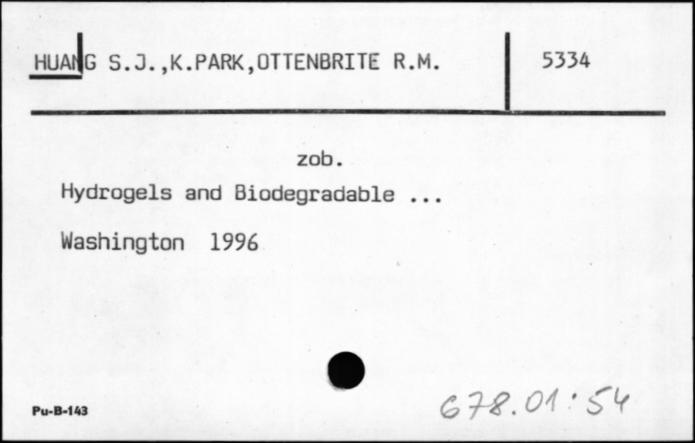 HUANG S.J.,K.PARK,OTTENBRITE R.M. 5334
zob.
Hydrogels and Biodegradable ...
Washington 1996
Pu-B-143 678.01:54